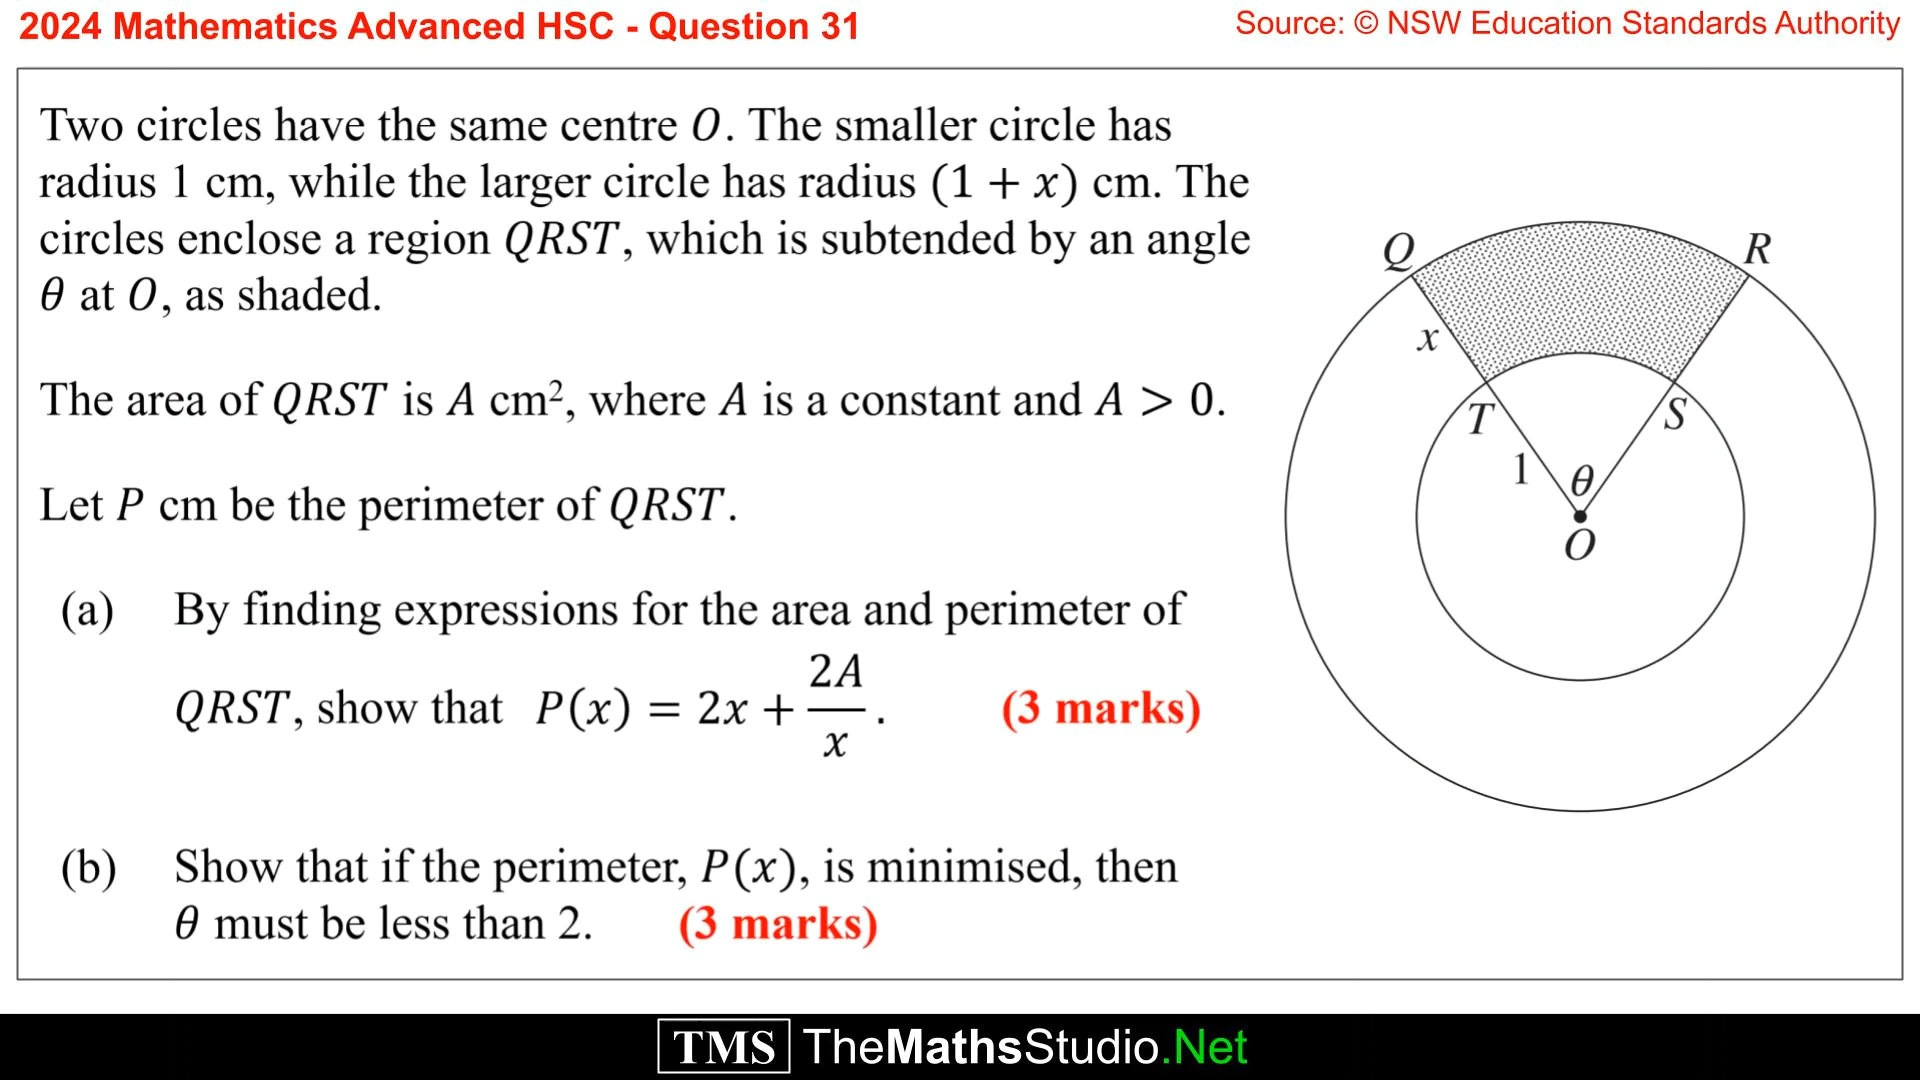 2024 Mathematics Advanced HSC - Question 31
Source: © NSW Education Standards Authority
Two circles have the same centre O. The smaller circle has
radius 1 cm, while the larger circle has radius (1 + x) cm. The
circles enclose a region QRST, which is subtended by an angle
θ at O, as shaded.
The area of QRST is A cm², where A is a constant and A > 0.
Let P cm be the perimeter of QRST.
(a) By finding expressions for the area and perimeter of
QRST, show that P(x) = 2x + 2A/x. (3 marks)
(b) Show that if the perimeter, P(x), is minimised, then
θ must be less than 2. (3 marks)
Q
R
x
T
S
1
θ
O
TMS TheMathsStudio.Net